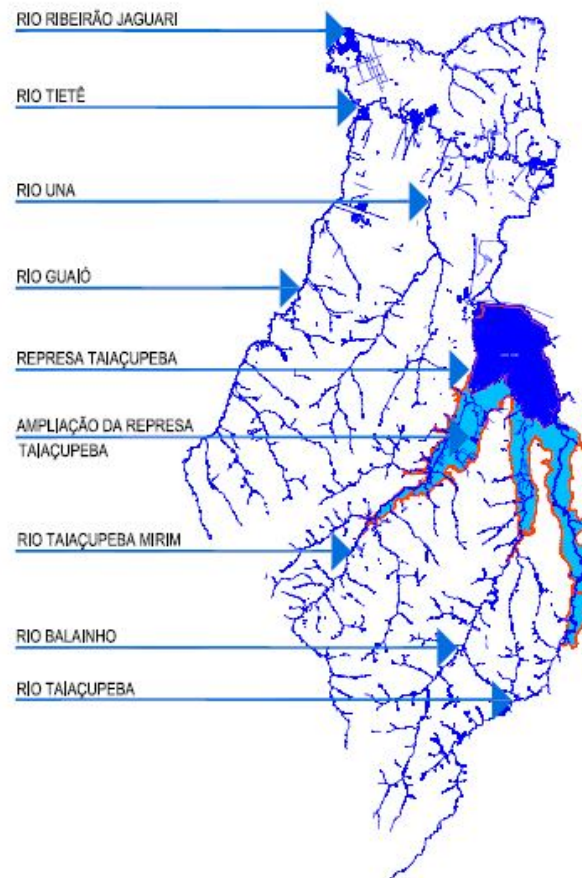 RIO RIBEIRÃO JAGUARI
RIO TIETÊ
RIO UNA
RIO GUAIÓ
REPRESA TAIAÇUPEBA
AMPLIAÇÃO DA REPRESA
TAIAÇUPEBA
RIO TAIAÇUPEBA MIRIM
RIO BALAINHO
RIO TAIAÇUPEBA